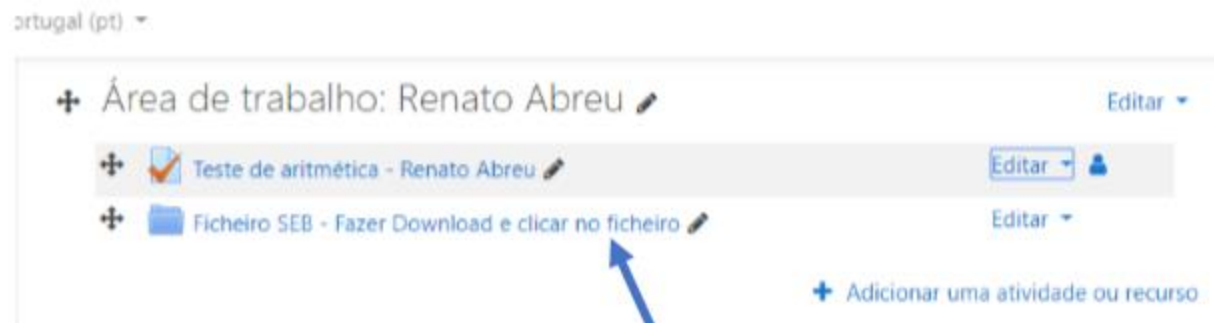 ortugal (pt)
Área de trabalho: Renato Abreu Editar
Teste de aritmética - Renato Abreu Editar
Ficheiro SEB - Fazer Download e clicar no ficheiro Editar
Adicionar uma atividade ou recurso